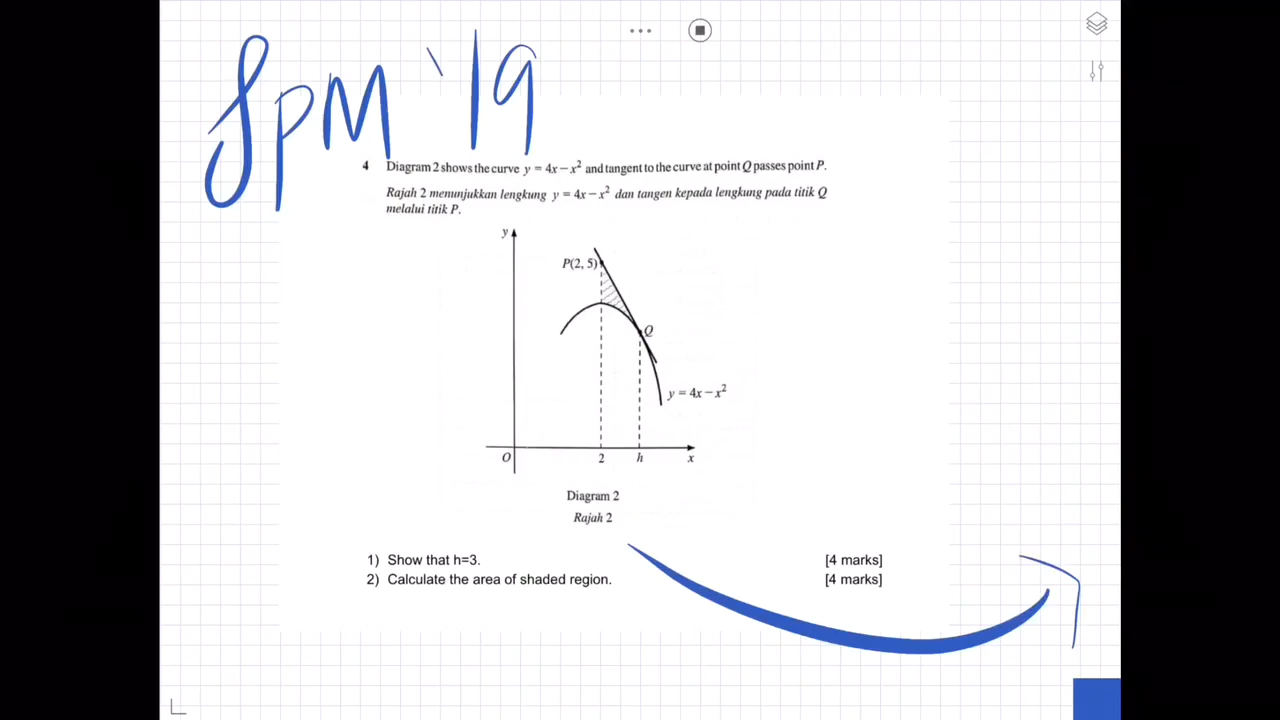 SPM '19
4 Diagram 2 shows the curve y = 4x – x² and tangent to the curve at point Q passes point P.
Rajah 2 menunjukkan lengkung y = 4x – x² dan tangen kepada lengkung pada titik Q
melalui titik P.
y
P(2, 5)
Q
y = 4x – x²
O 2 h x
Diagram 2
Rajah 2
1) Show that h=3. [4 marks]
2) Calculate the area of shaded region. [4 marks]